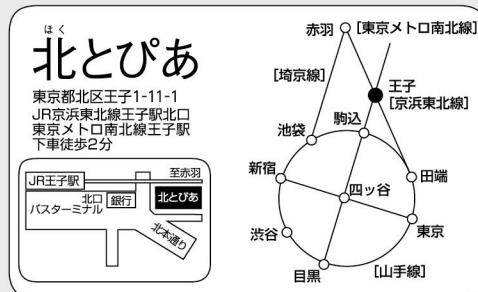 ほく
北とぴあ
東京都北区王子1-11-1
JR京浜東北線王子駅北口
東京メトロ南北線王子駅
下車徒歩2分
至赤羽
JR王子駅
北口
銀行
北とぴあ
バスターミナル
北本通り
赤羽
[東京メトロ南北線]
[埼京線]
王子
[京浜東北線]
駒込
池袋
新宿
田端
四ッ谷
渋谷
東京
目黒
[山手線]